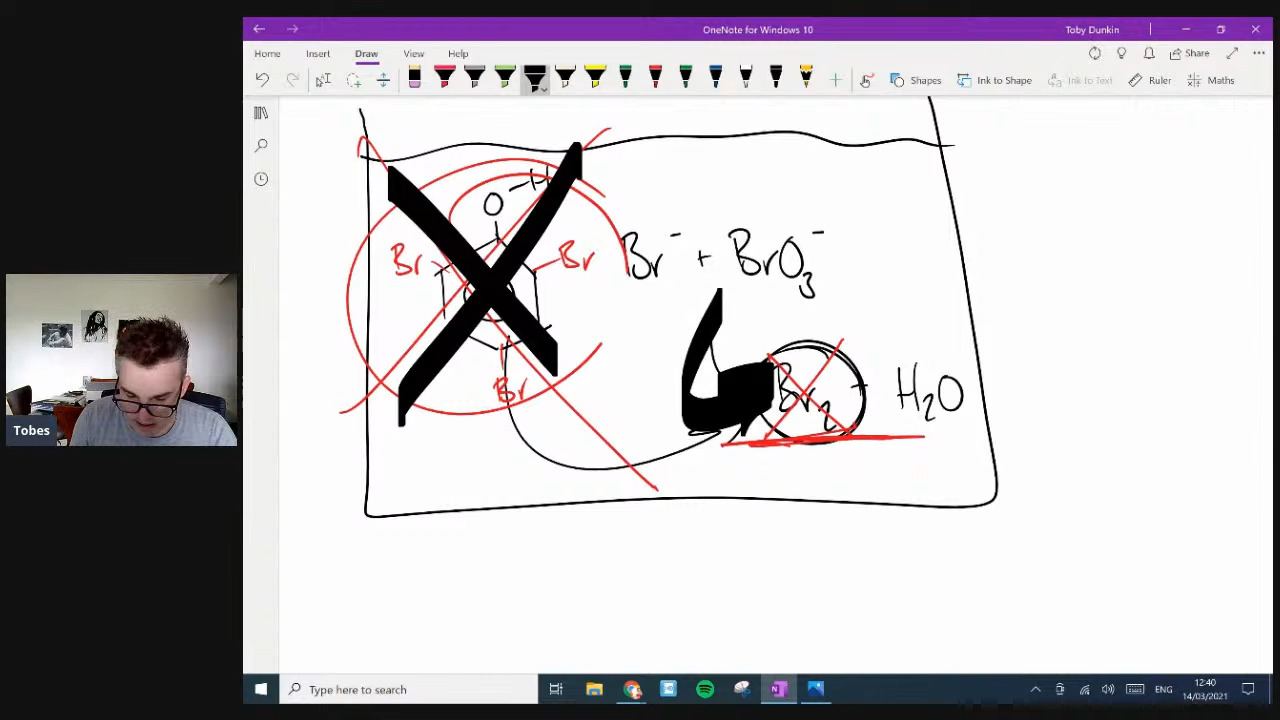 OneNote for Windows 10
Toby Dunkin
Home Insert Draw View Help
Share
Shapes Ink to Shape Ink to Text Ruler Maths
O-H
Br Br
Br
Br⁻ + BrO₃⁻
Br₂ + H₂O
Tobes
Type here to search
ENG
12:40
14/03/2021